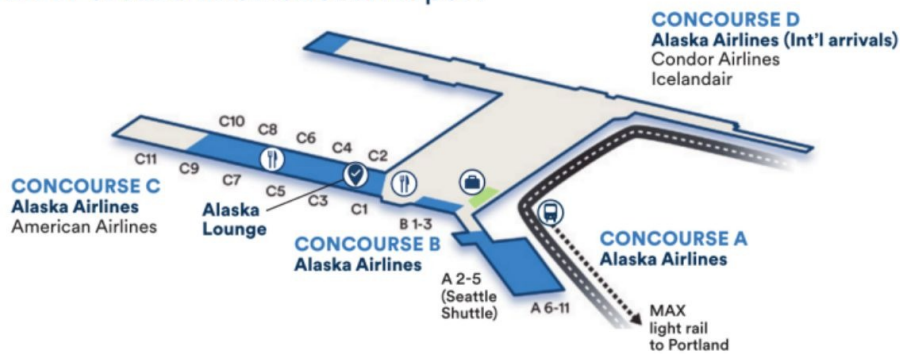 CONCOURSE D
Alaska Airlines (Int'l arrivals)
Condor Airlines
Icelandair
C10
C8
C6
C4
C2
C11
C9
C7
C5
C3
C1
CONCOURSE C
Alaska Airlines
American Airlines
Alaska
Lounge
B 1-3
CONCOURSE B
Alaska Airlines
CONCOURSE A
Alaska Airlines
A 2-5
(Seattle
Shuttle)
A 6-11
MAX
light rail
to Portland